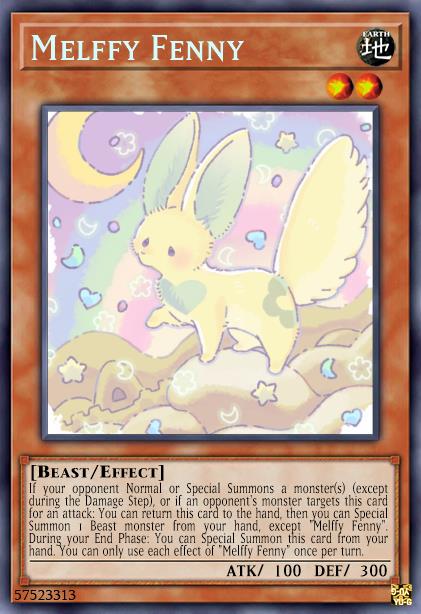 Melffy Fenny
EARTH
地
[Beast/Effect]
If your opponent Normal or Special Summons a monster(s) (except
during the Damage Step), or if an opponent's monster targets this card
for an attack: You can return this card to the hand, then you can Special
Summon 1 Beast monster from your hand, except "Melffy Fenny".
During your End Phase: You can Special Summon this card from your
hand. You can only use each effect of "Melffy Fenny" once per turn.
ATK/ 100 DEF/ 300
57523313